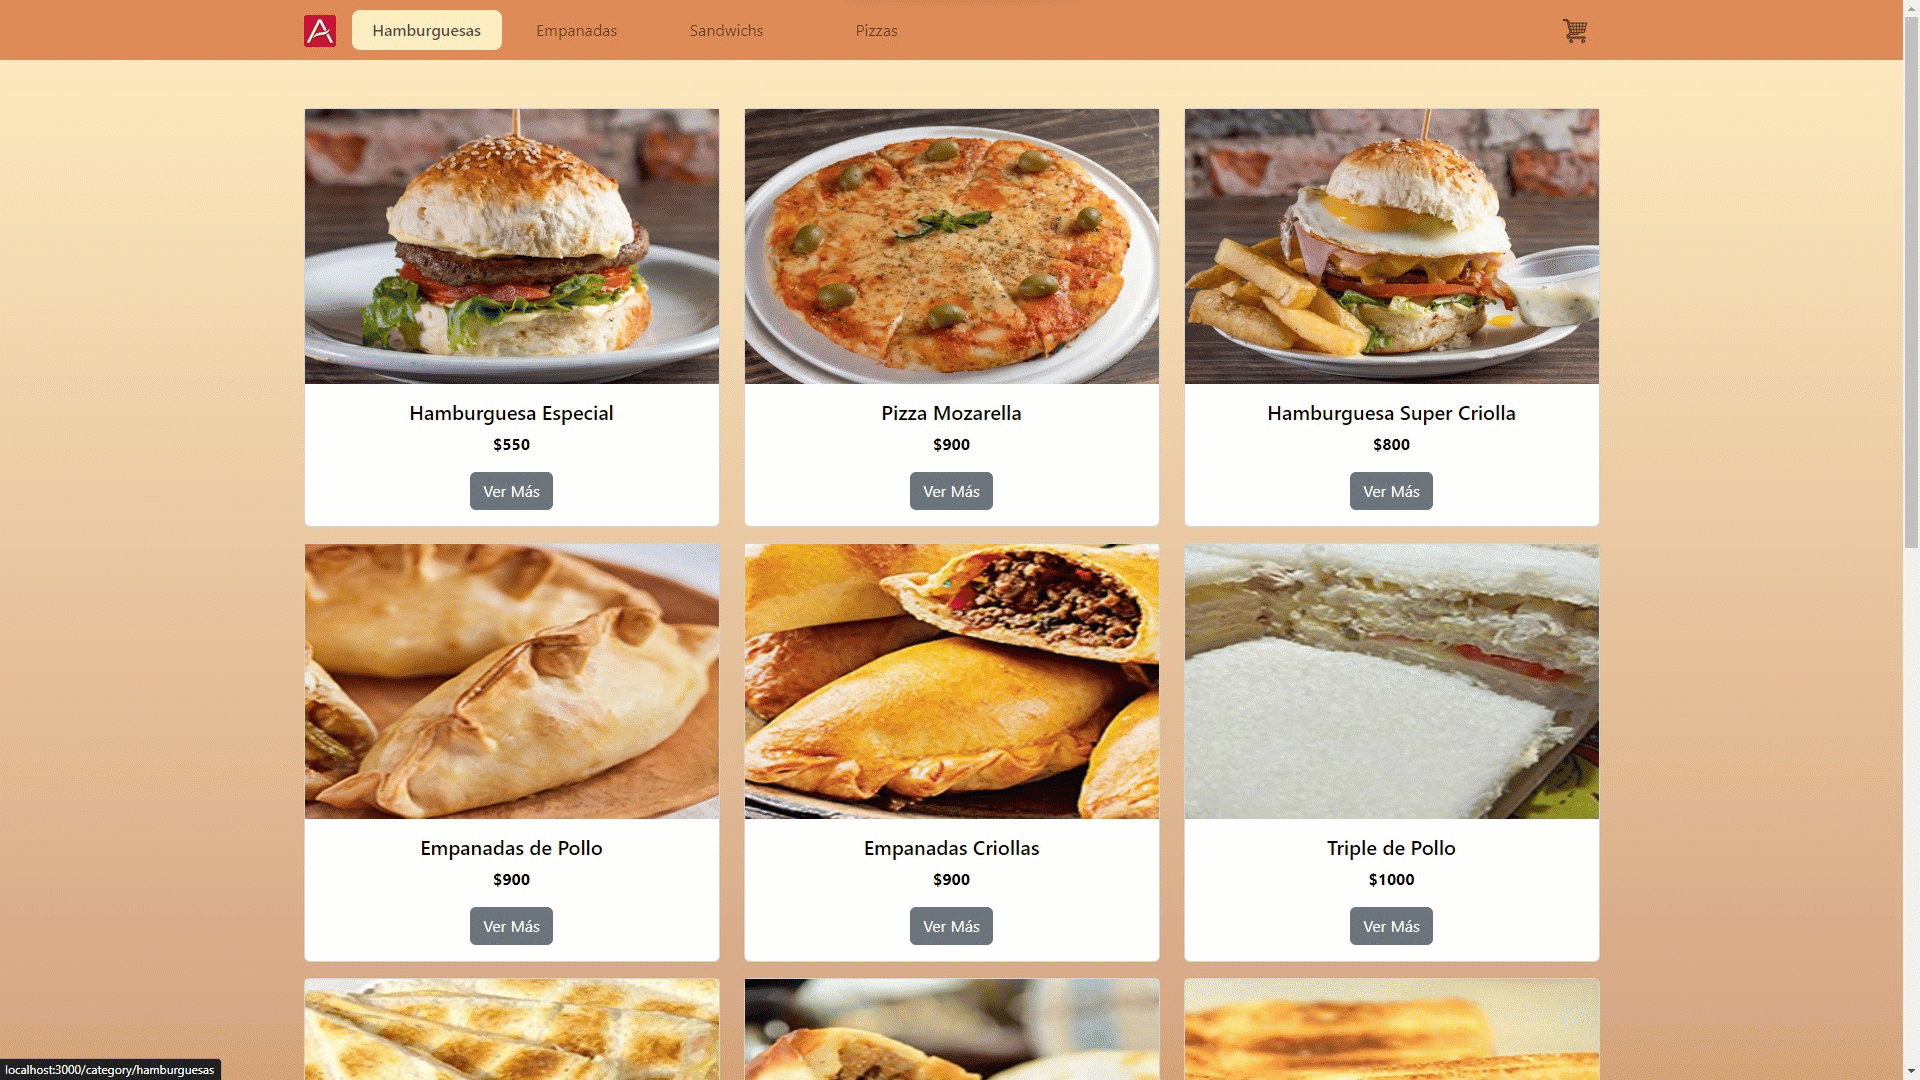 Hamburguesas Empanadas Sandwichs Pizzas
Hamburguesa Especial
$550
Ver Más
Pizza Mozarella
$900
Ver Más
Hamburguesa Super Criolla
$800
Ver Más
Empanadas de Pollo
$900
Ver Más
Empanadas Criollas
$900
Ver Más
Triple de Pollo
$1000
Ver Más
localhost:3000/category/hamburguesas